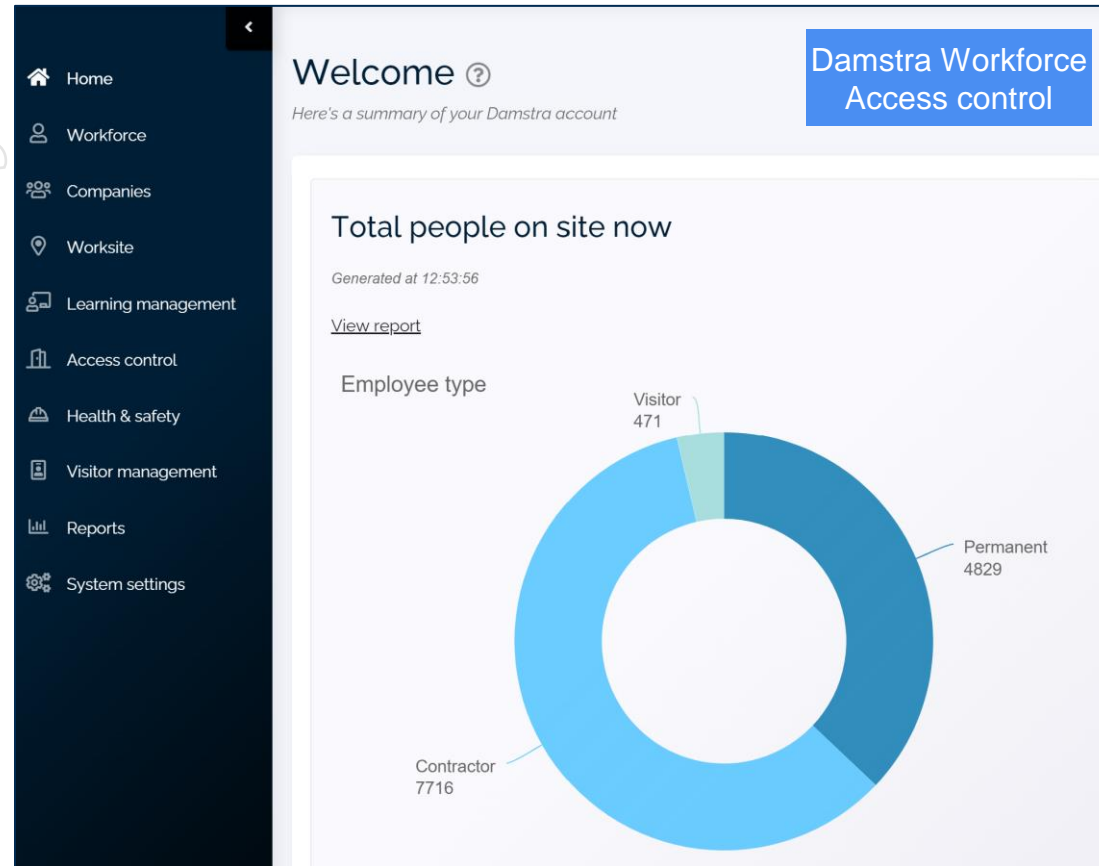 Home
Workforce
Companies
Worksite
Learning management
Access control
Health & safety
Visitor management
Reports
System settings
Welcome ?
Here's a summary of your Damstra account
Damstra Workforce
Access control
Total people on site now
Generated at 12:53:56
View report
Employee type
Visitor
471
Permanent
4829
Contractor
7716